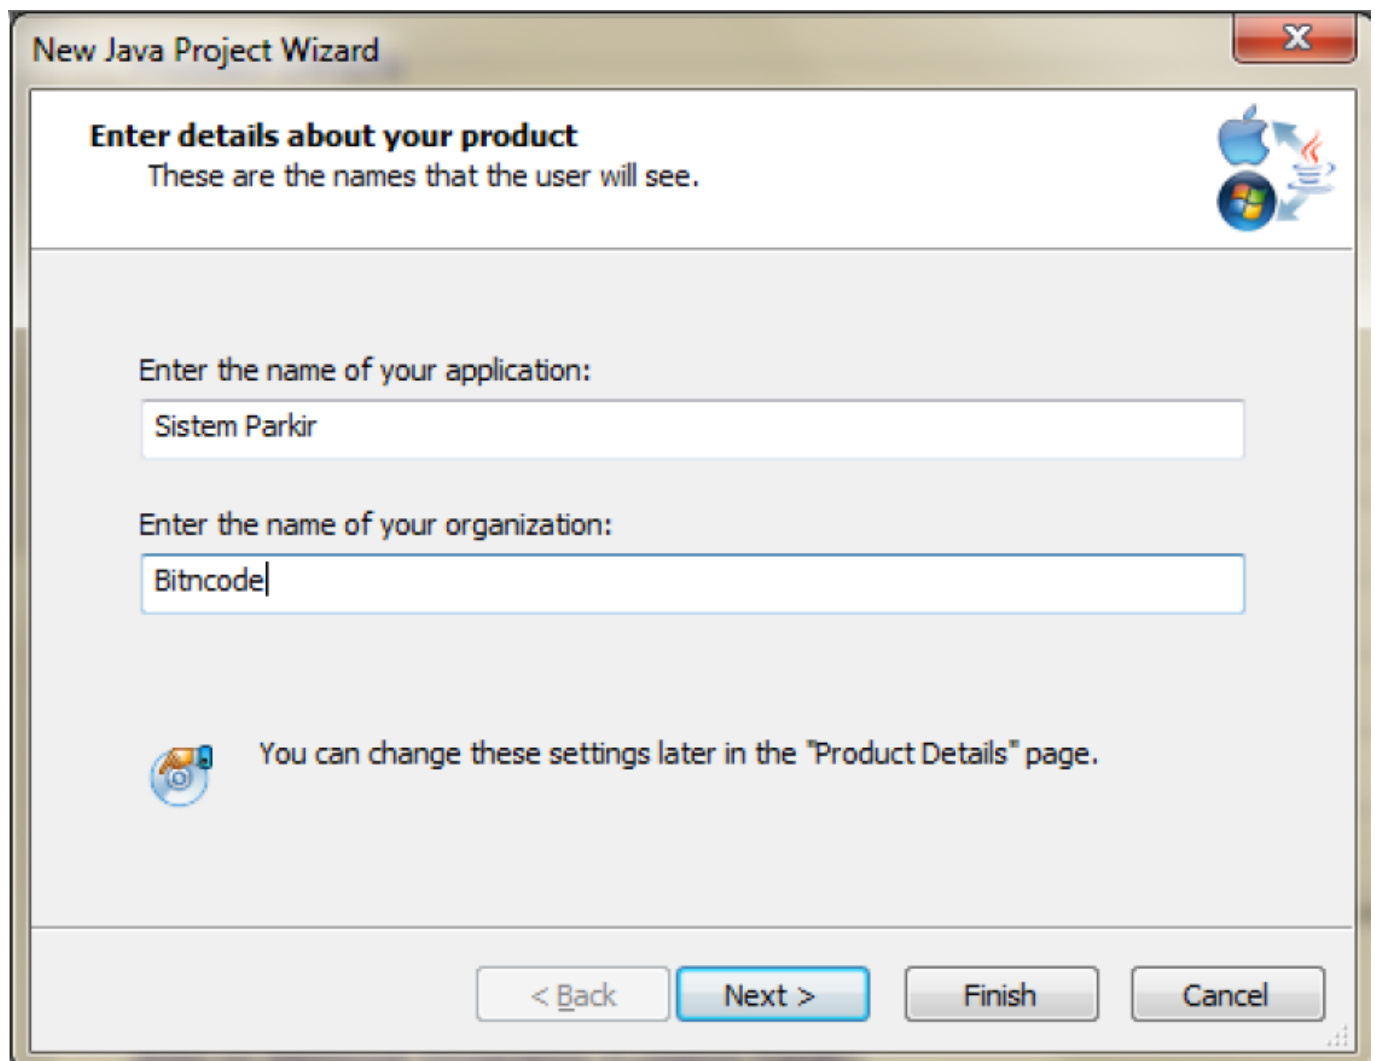 New Java Project Wizard
Enter details about your product
These are the names that the user will see.
Enter the name of your application:
Sistem Parkir
Enter the name of your organization:
Bitncode
You can change these settings later in the "Product Details" page.
< Back Next > Finish Cancel